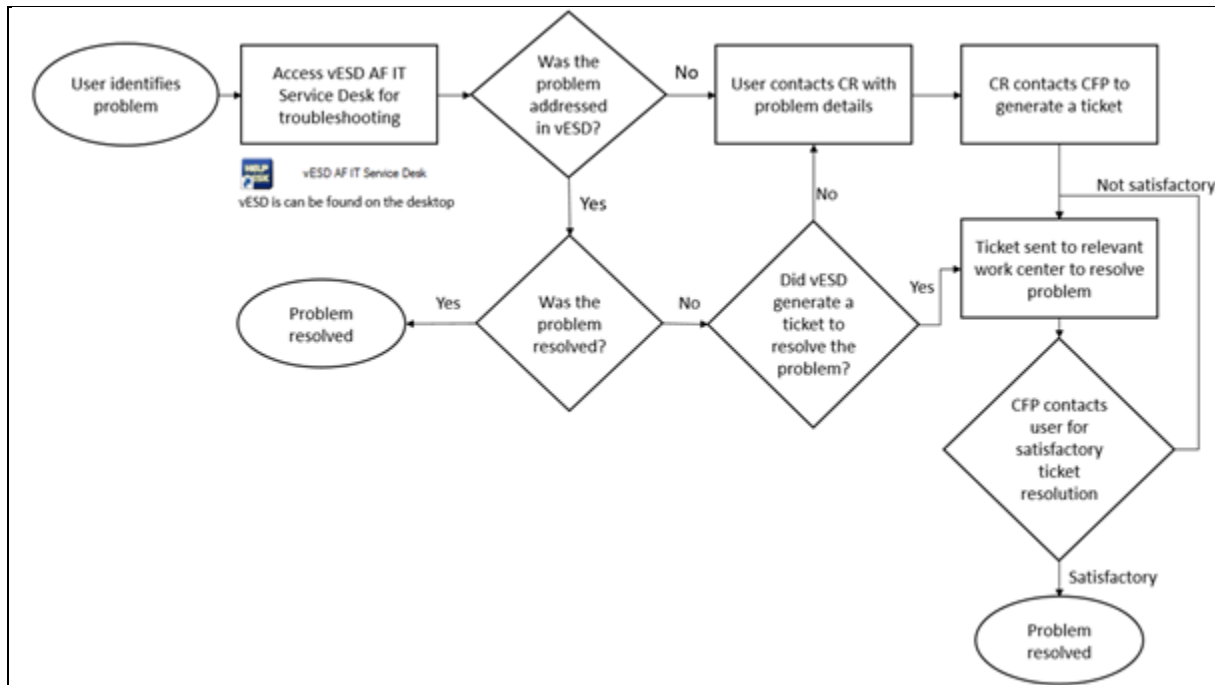 User identifies
problem
Access vESD AF IT
Service Desk for
troubleshooting
Was the
problem
addressed
in vESD?
No
User contacts CR with
problem details
CR contacts CFP to
generate a ticket
HELP
DESK
vESD AF IT Service Desk
vESD is can be found on the desktop
Yes
No
Not satisfactory
Ticket sent to relevant
work center to resolve
problem
Problem
resolved
Yes
Was the
problem
resolved?
No
Did vESD
generate a
ticket to
resolve the
problem?
Yes
CFP contacts
user for
satisfactory
ticket
resolution
Satisfactory
Problem
resolved